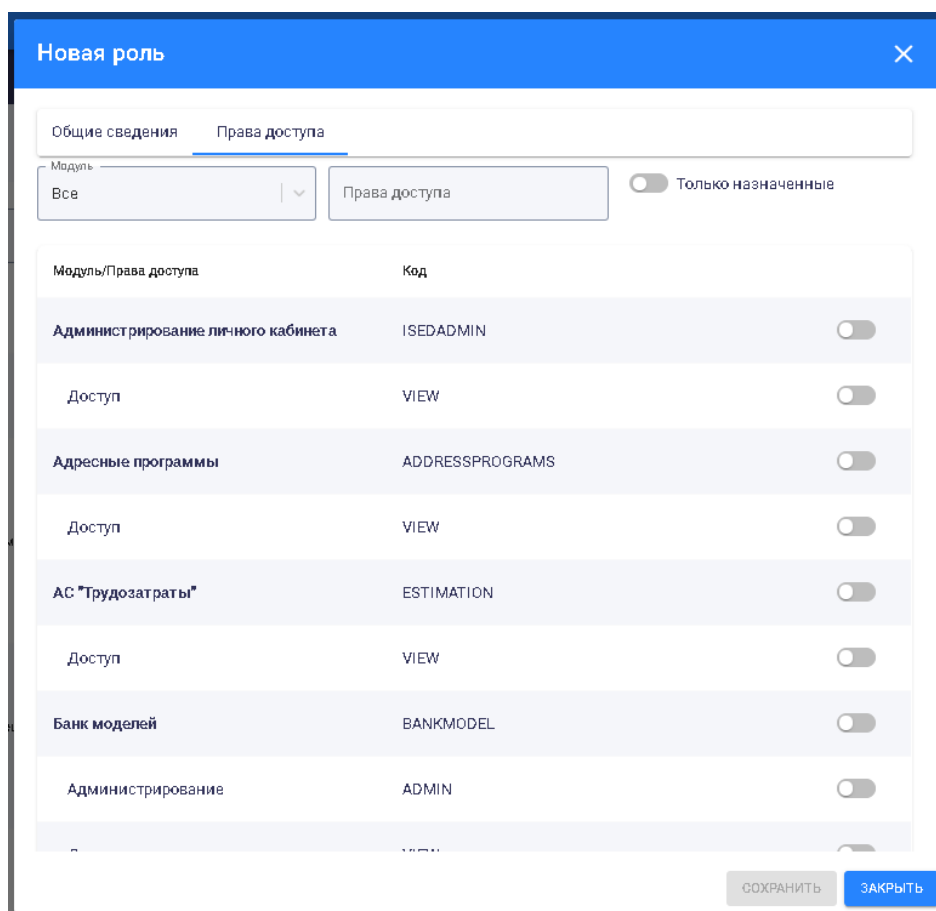 Новая роль
Общие сведения Права доступа
Модуль
Все
Права доступа
Только назначенные
Модуль/Права доступа Код
Администрирование личного кабинета ISEDADMIN
Доступ VIEW
Адресные программы ADDRESSPROGRAMS
Доступ VIEW
АС "Трудозатраты" ESTIMATION
Доступ VIEW
Банк моделей BANKMODEL
Администрирование ADMIN
СОХРАНИТЬ ЗАКРЫТЬ